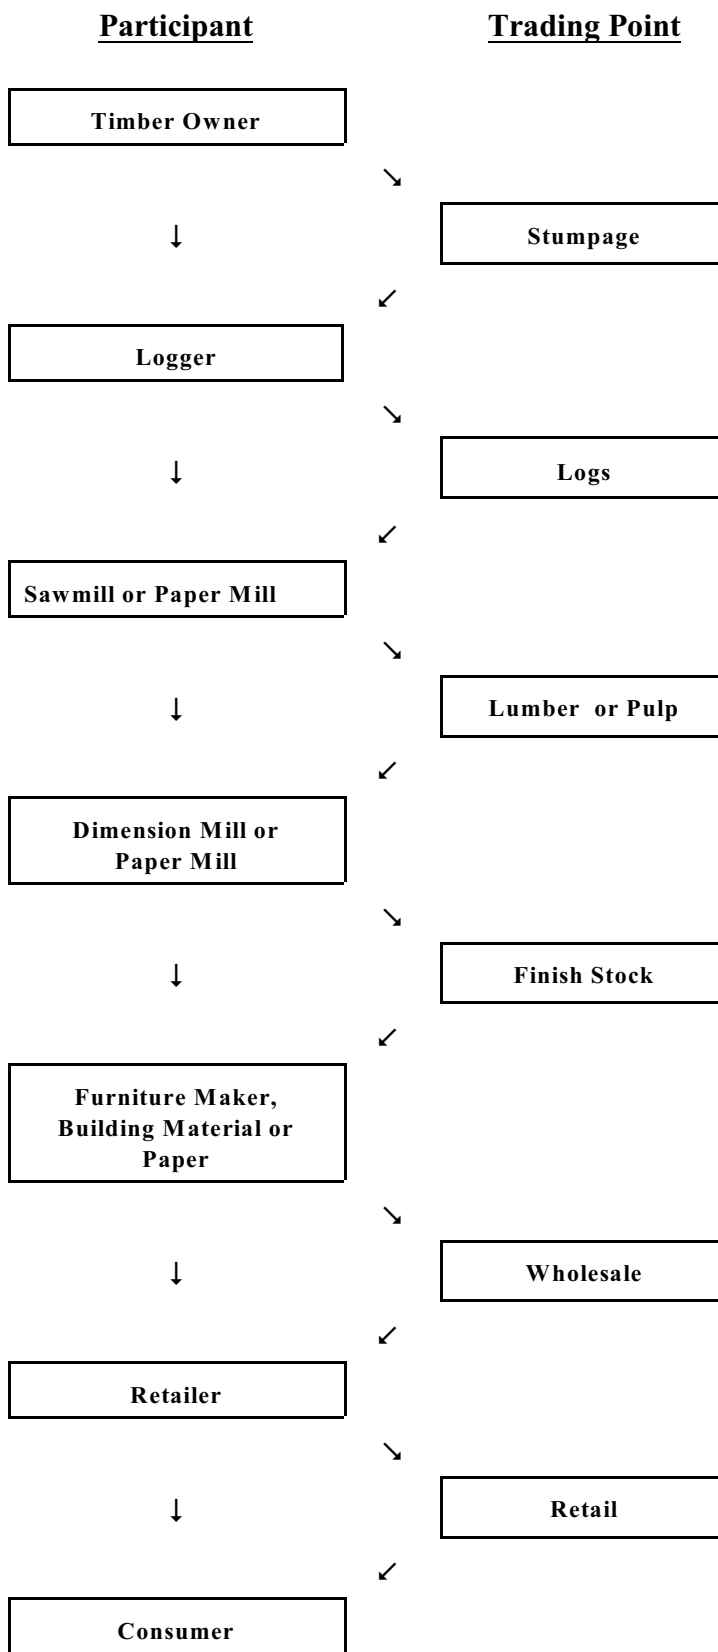 Participant
Trading Point
Timber Owner
Stumpage
Logger
Logs
Sawmill or Paper Mill
Lumber or Pulp
Dimension Mill or
Paper Mill
Finish Stock
Furniture Maker,
Building Material or
Paper
Wholesale
Retailer
Retail
Consumer